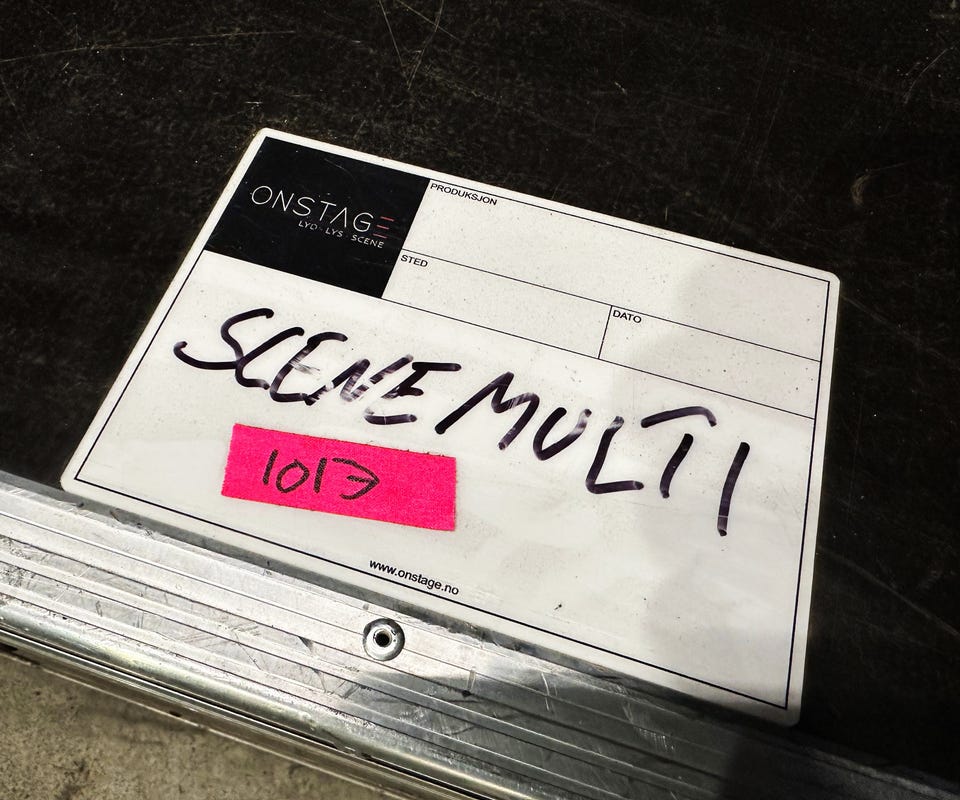 ONSTAGE
LYD · LYS · SCENE
PRODUKSJON
STED
DATO
SCENE MULTI
1013
www.onstage.no